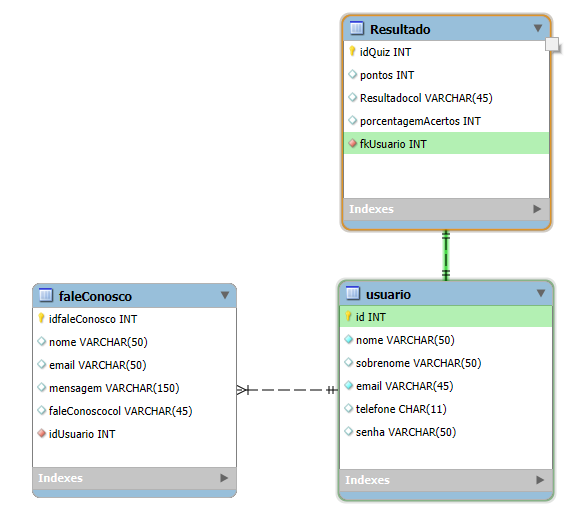 Resultado
idQuiz INT
pontos INT
Resultadocol VARCHAR(45)
porcentagemAcertos INT
fkUsuario INT
Indexes
faleConosco
idfaleConosco INT
nome VARCHAR(50)
email VARCHAR(50)
mensagem VARCHAR(150)
faleConoscocol VARCHAR(45)
idUsuario INT
Indexes
usuario
id INT
nome VARCHAR(50)
sobrenome VARCHAR(50)
email VARCHAR(45)
telefone CHAR(11)
senha VARCHAR(50)
Indexes